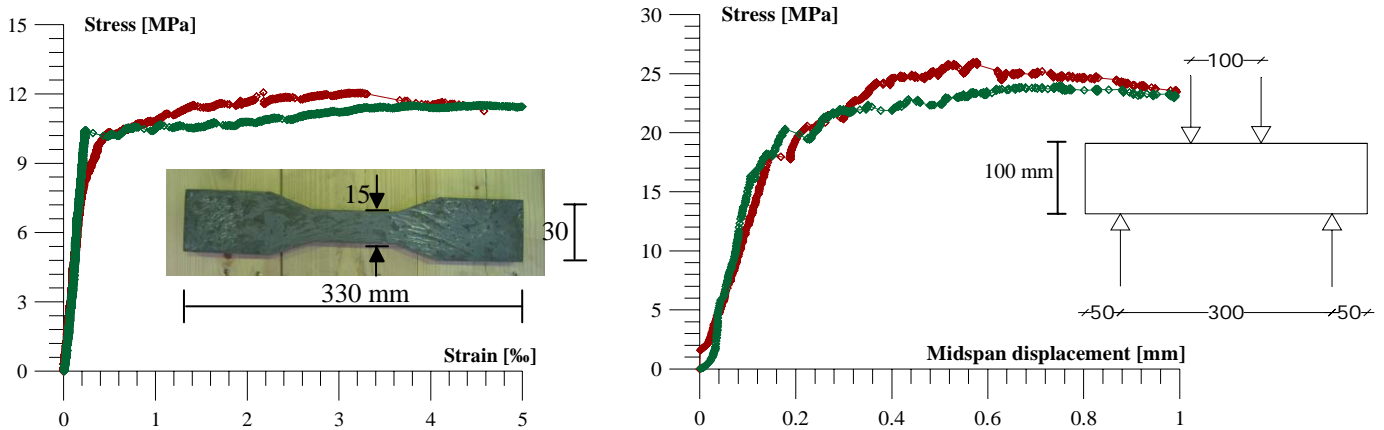 Stress [MPa]
15
12
9
6
3
0
0 1 2 3 4 5
Strain [‰]
15
30
330 mm
Stress [MPa]
30
25
20
15
10
5
0
0 0.2 0.4 0.6 0.8 1
Midspan displacement [mm]
100
100 mm
50 300 50